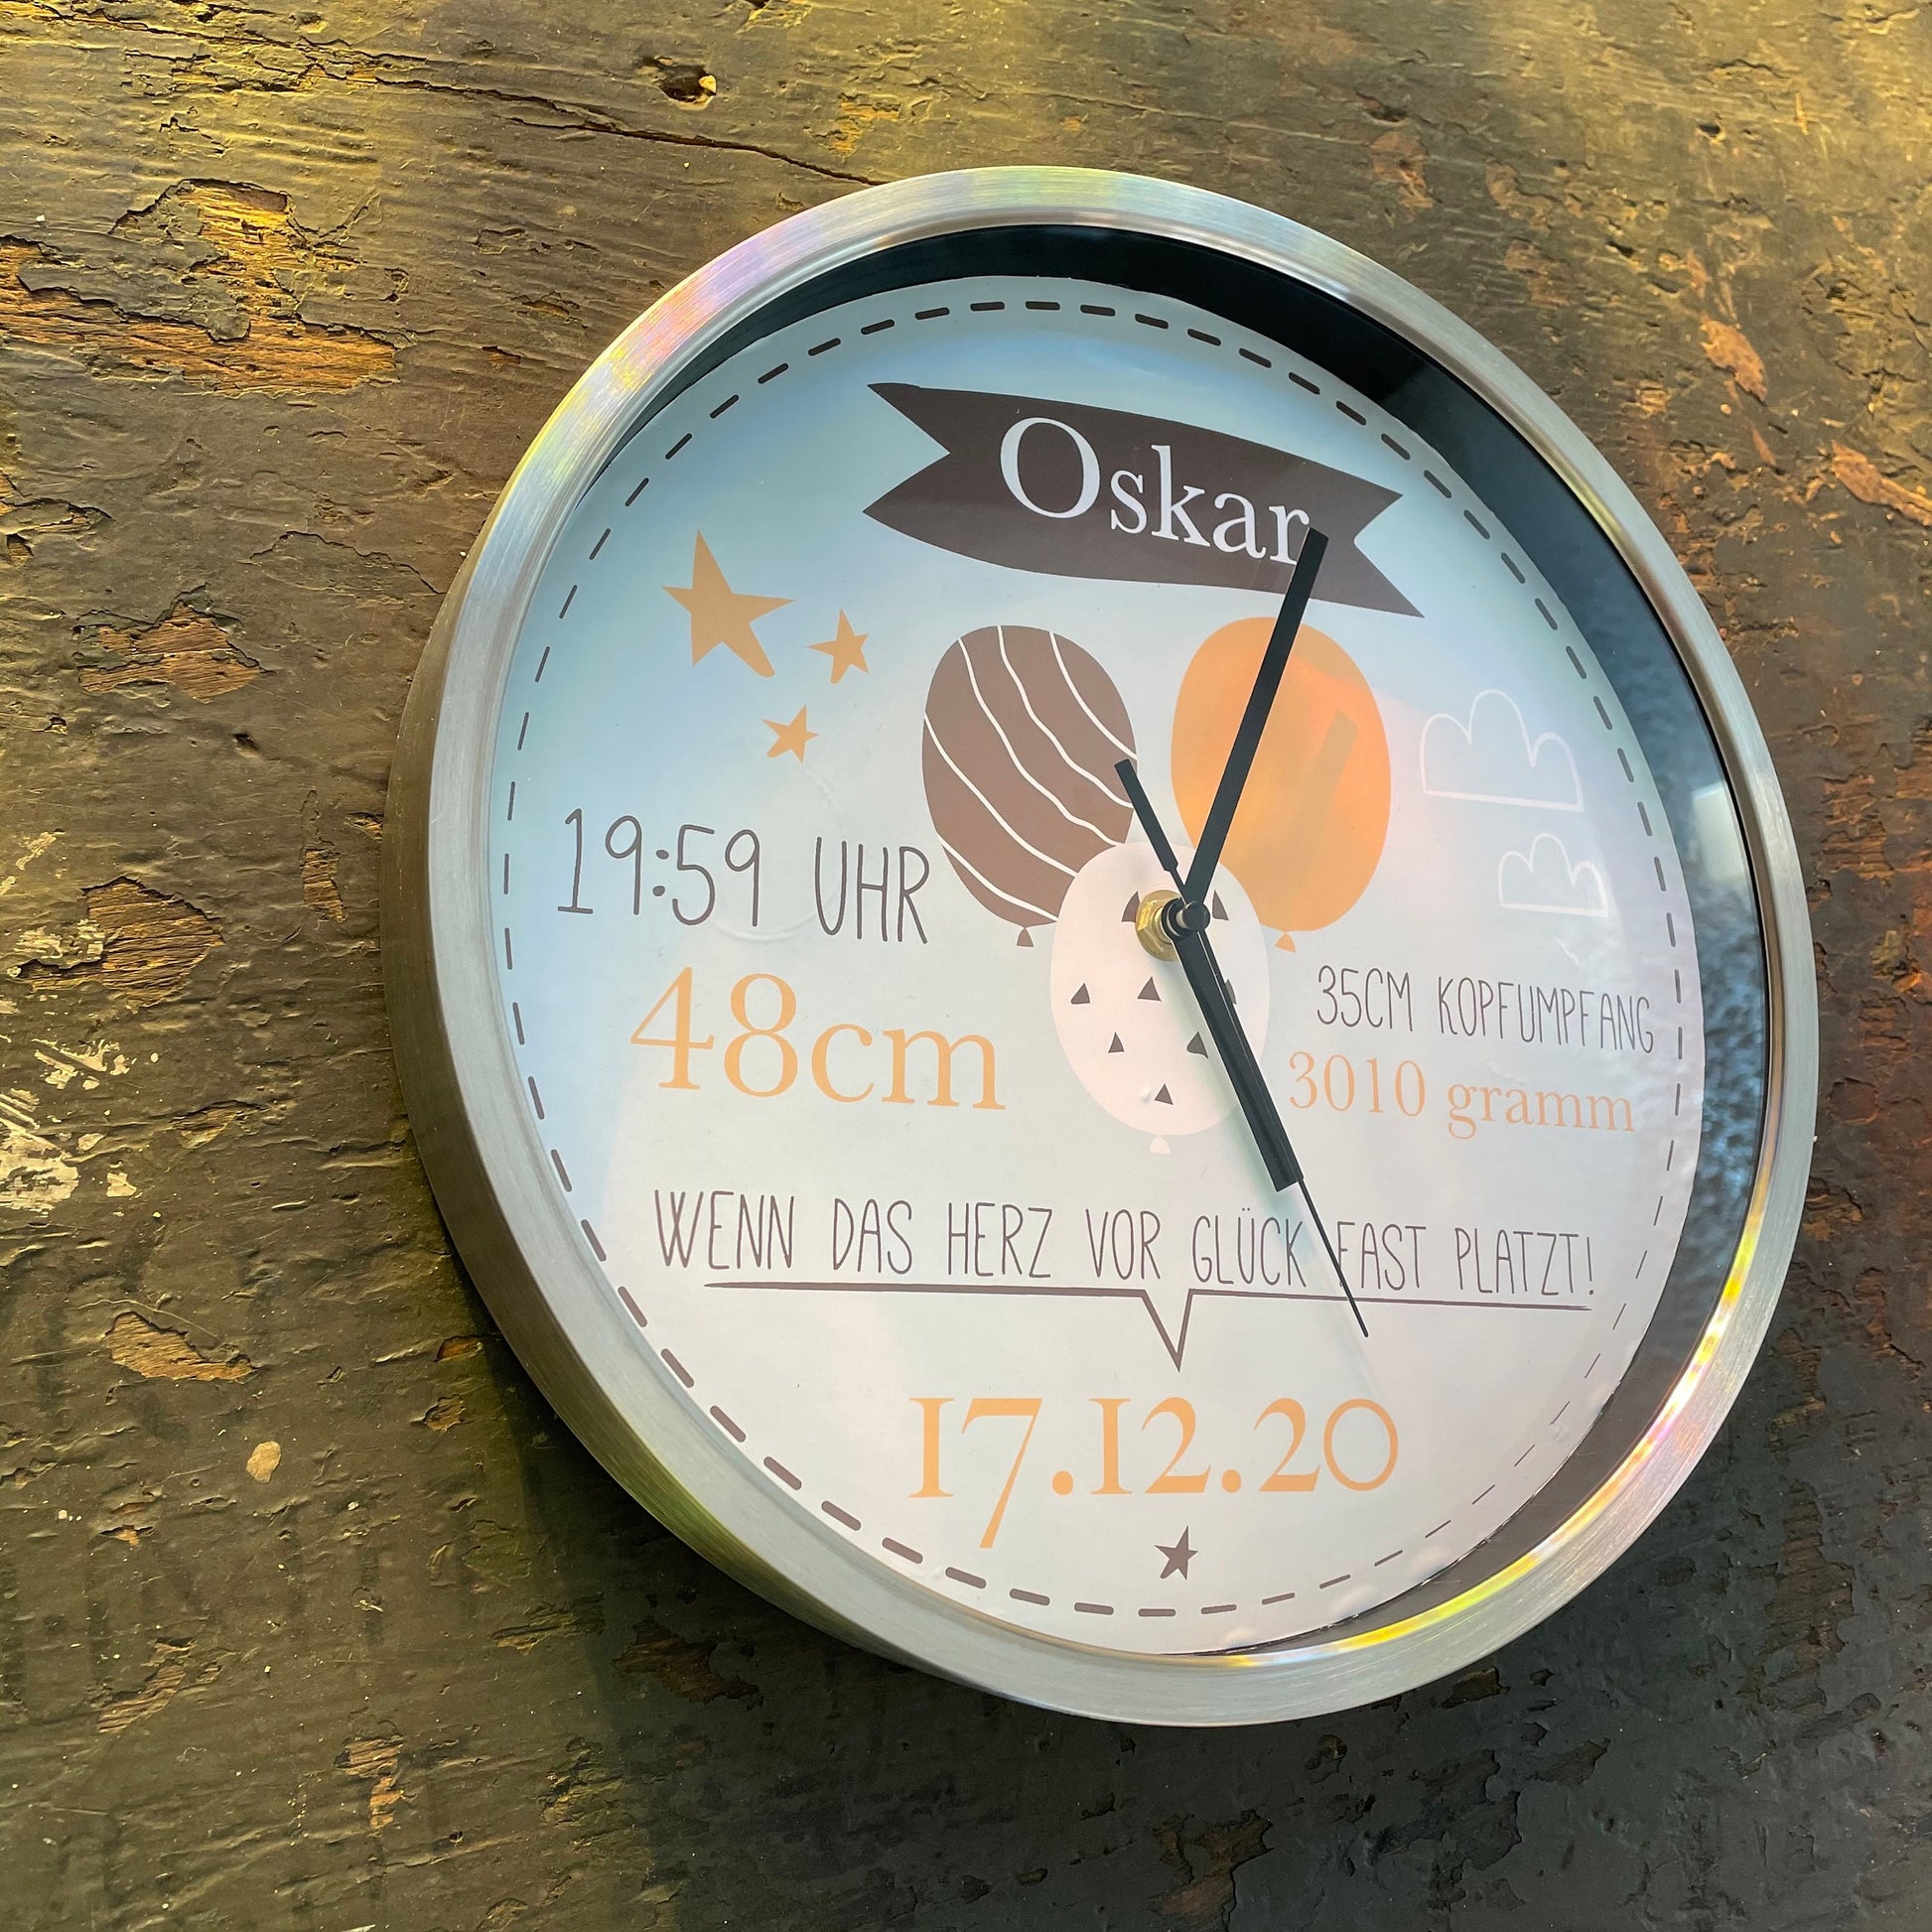 Oskar
B
B
19:59 UHR
48cm
35CM KOPFUMPFANG
3010 gramm
WENN DAS HERZ VOR GLÜCK FAST PLATZT!
17.12.20